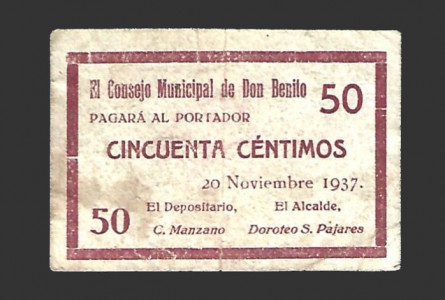 El Consejo Municipal de Don Benito
50
PAGARÁ AL PORTADOR
CINCUENTA CÉNTIMOS
20 Noviembre 1937.
50
El Depositario, El Alcalde,
C. Manzano Doroteo S. Pajares